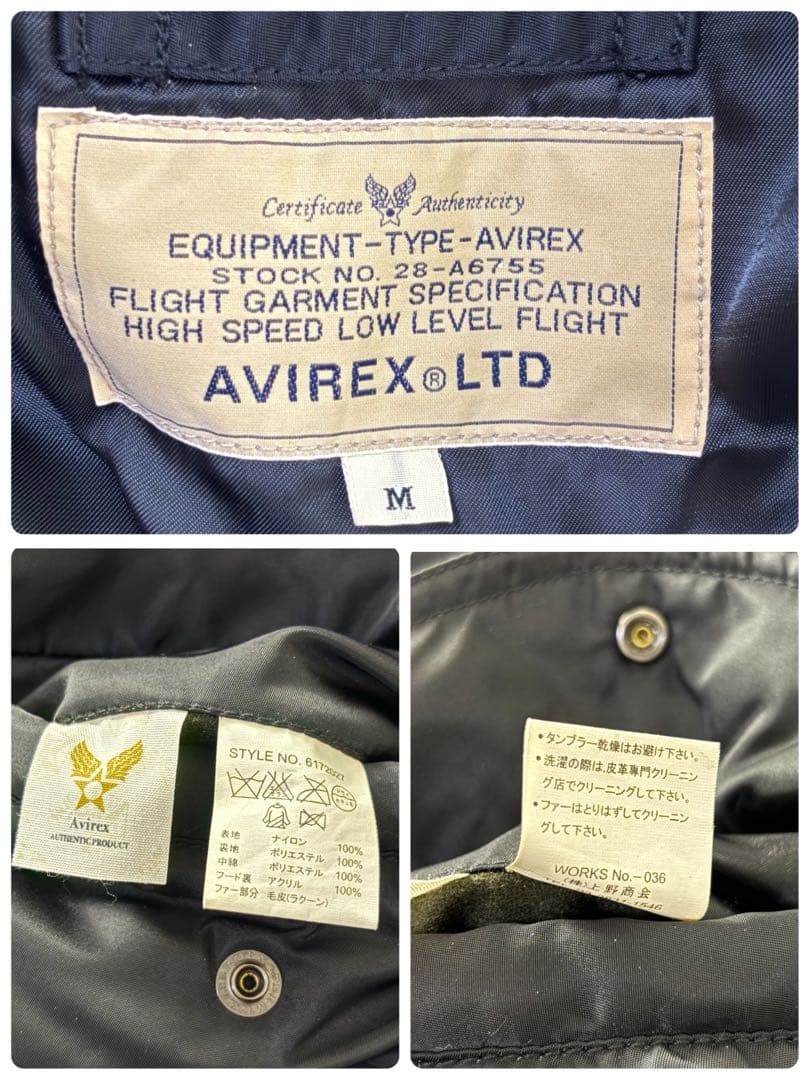 Certificate Authenticity
EQUIPMENT-TYPE-AVIREX
STOCK NO. 28-A6755
FLIGHT GARMENT SPECIFICATION
HIGH SPEED LOW LEVEL FLIGHT
AVIREX® LTD
M
Avirex
AUTHENTIC PRODUCT
STYLE NO.
表地 ナイロン 100%
裏地 ポリエステル 100%
中綿 ポリエステル 100%
フード裏 アクリル 100%
ファー部分 毛皮(ラクーン)
•タンブラー乾燥はお避け下さい。
•洗濯の際は、皮革専門クリーニン
グ店でクリーニングして下さい。
•ファーはとりはずしてクリーニ
ングして下さい。
WORKS No.-036
(株)上野商会
-1546